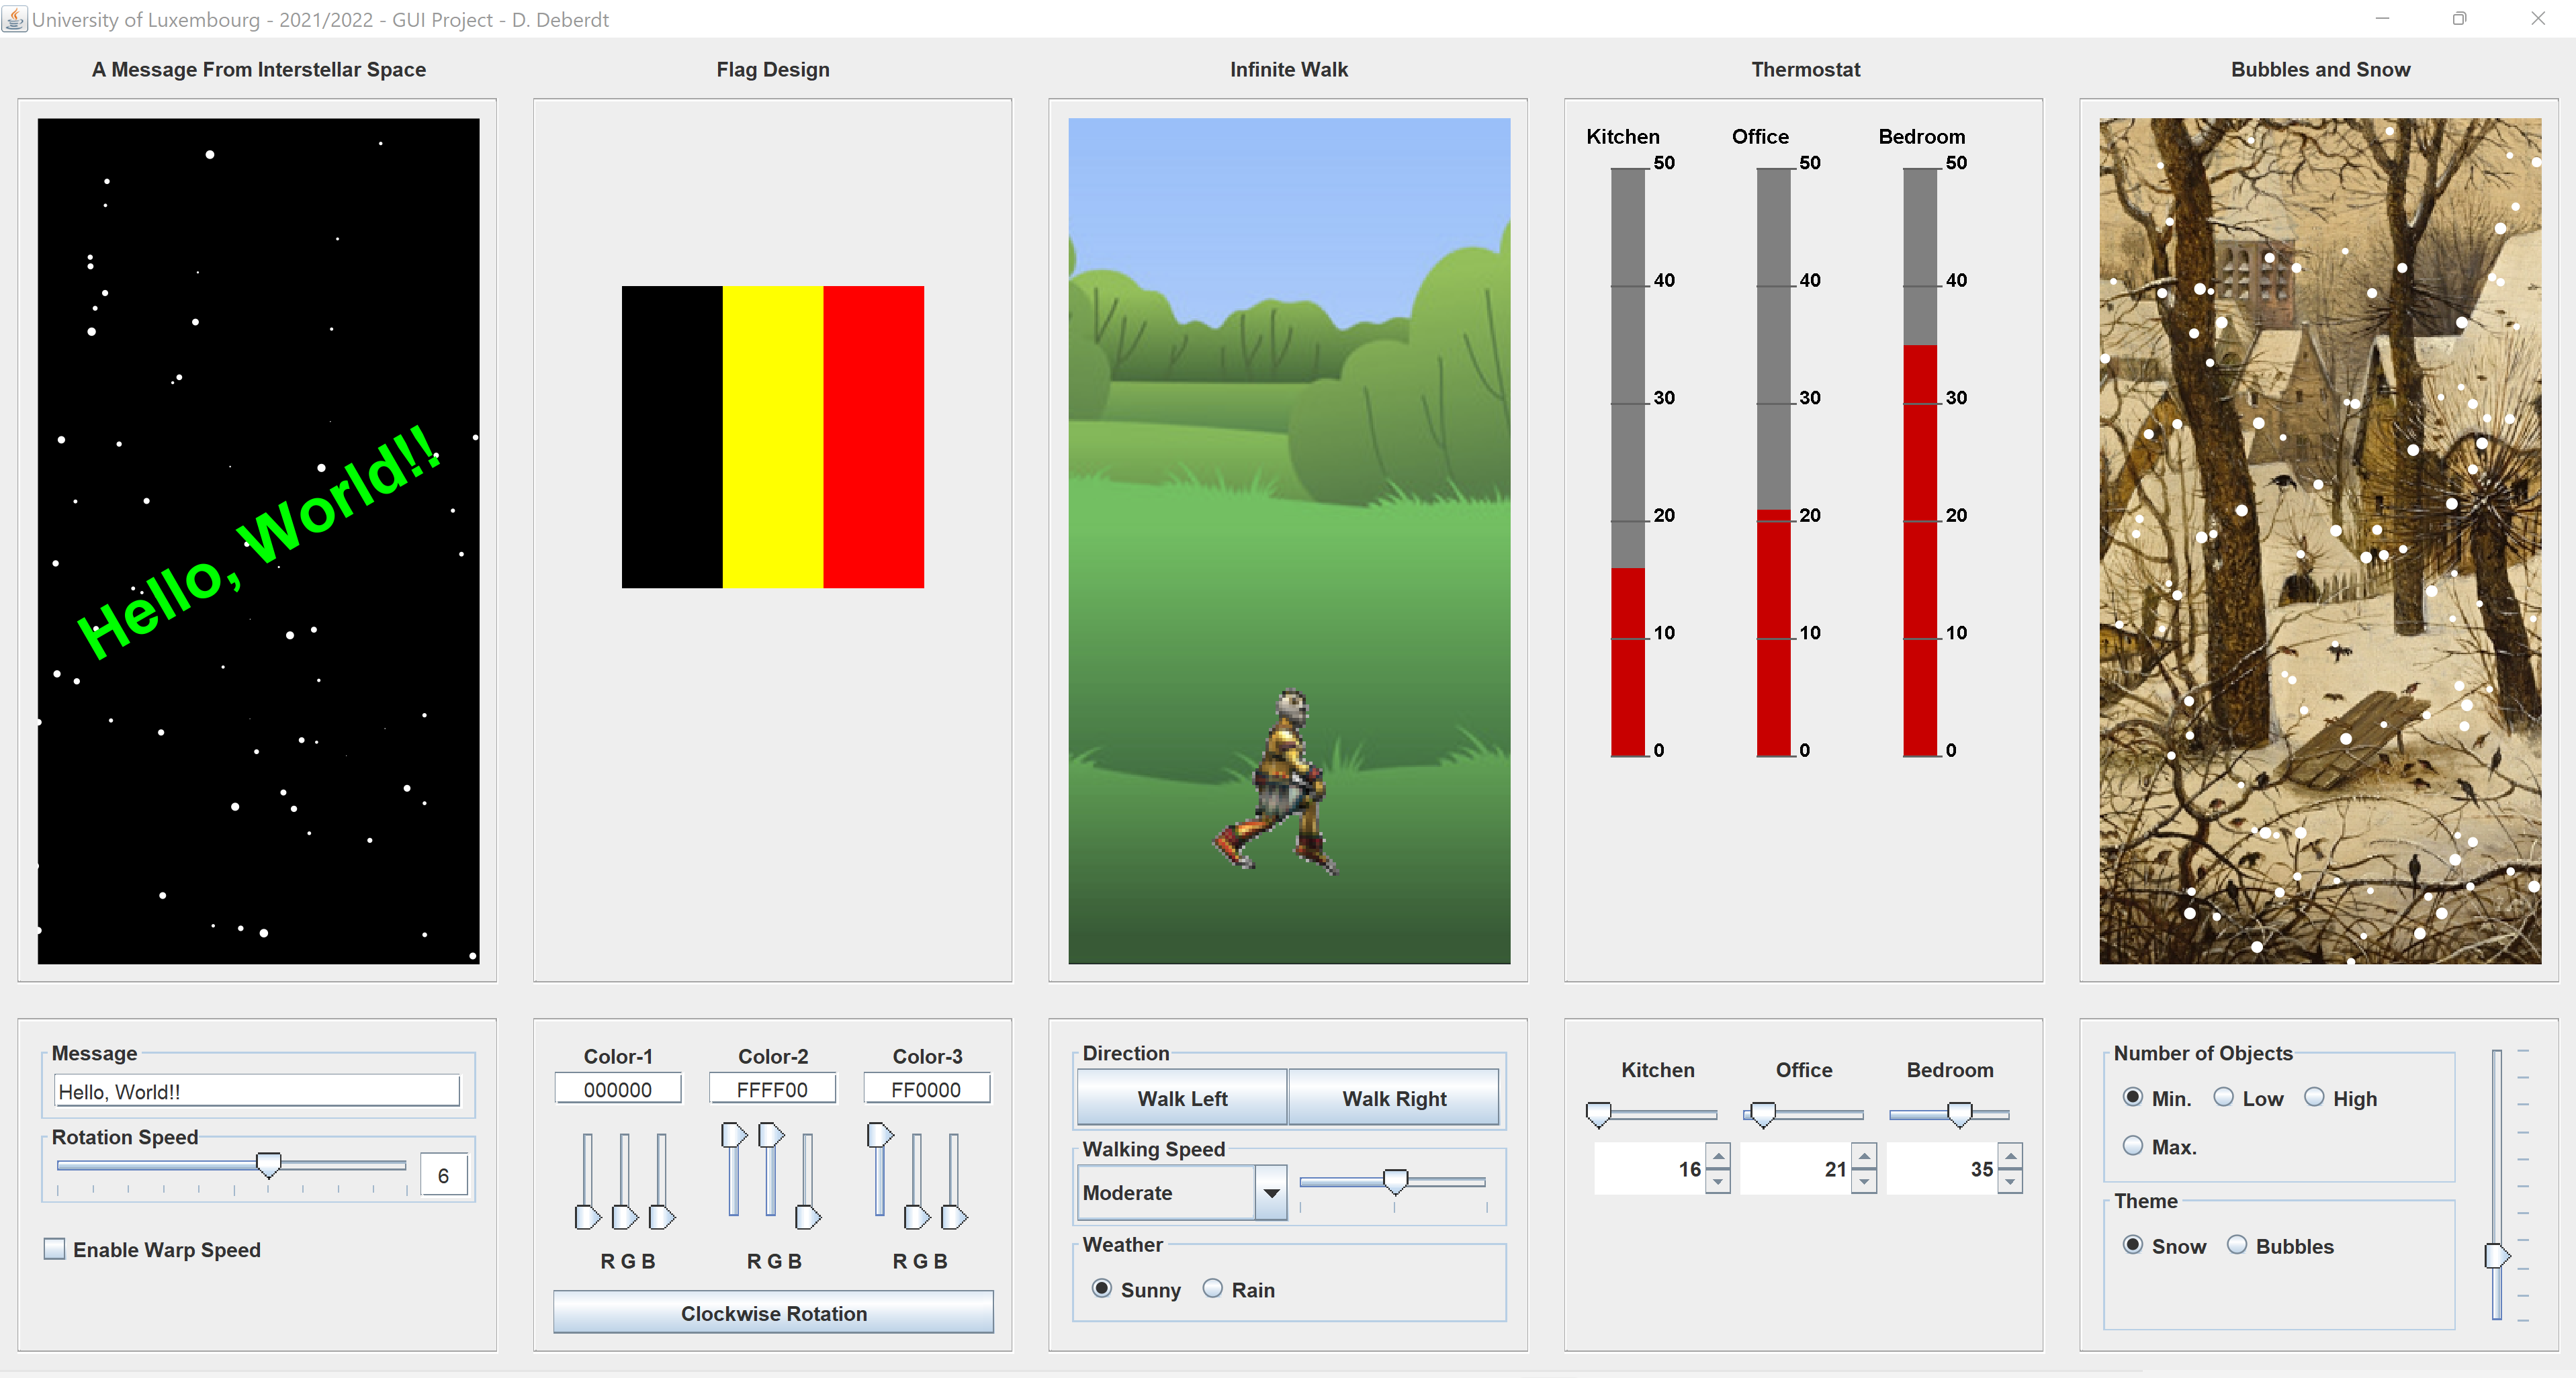 University of Luxembourg - 2021/2022 - GUI Project - D. Deberdt
A Message From Interstellar Space
Flag Design
Infinite Walk
Thermostat
Bubbles and Snow
Hello, World!!
Kitchen Office Bedroom
50 50 50
40 40 40
30 30 30
20 20 20
10 10 10
0 0 0
Message
Hello, World!!
Rotation Speed
6
Enable Warp Speed
Color-1 Color-2 Color-3
000000 FFFF00 FF0000
R G B R G B R G B
Clockwise Rotation
Direction
Walk Left Walk Right
Walking Speed
Moderate
Weather
Sunny Rain
Kitchen Office Bedroom
16 21 35
Number of Objects
Min. Low High
Max.
Theme
Snow Bubbles